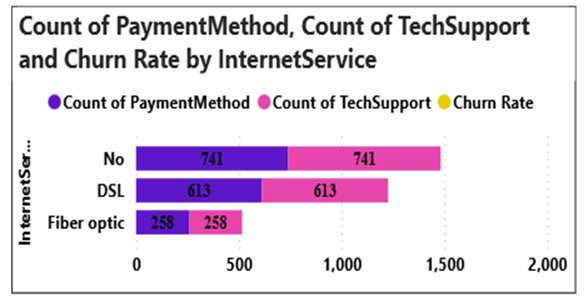 Count of PaymentMethod, Count of TechSupport
and Churn Rate by InternetService
Count of PaymentMethod Count of TechSupport Churn Rate
InternetSer...
No 741 741
DSL 613 613
Fiber optic 258 258
0 500 1,000 1,500 2,000